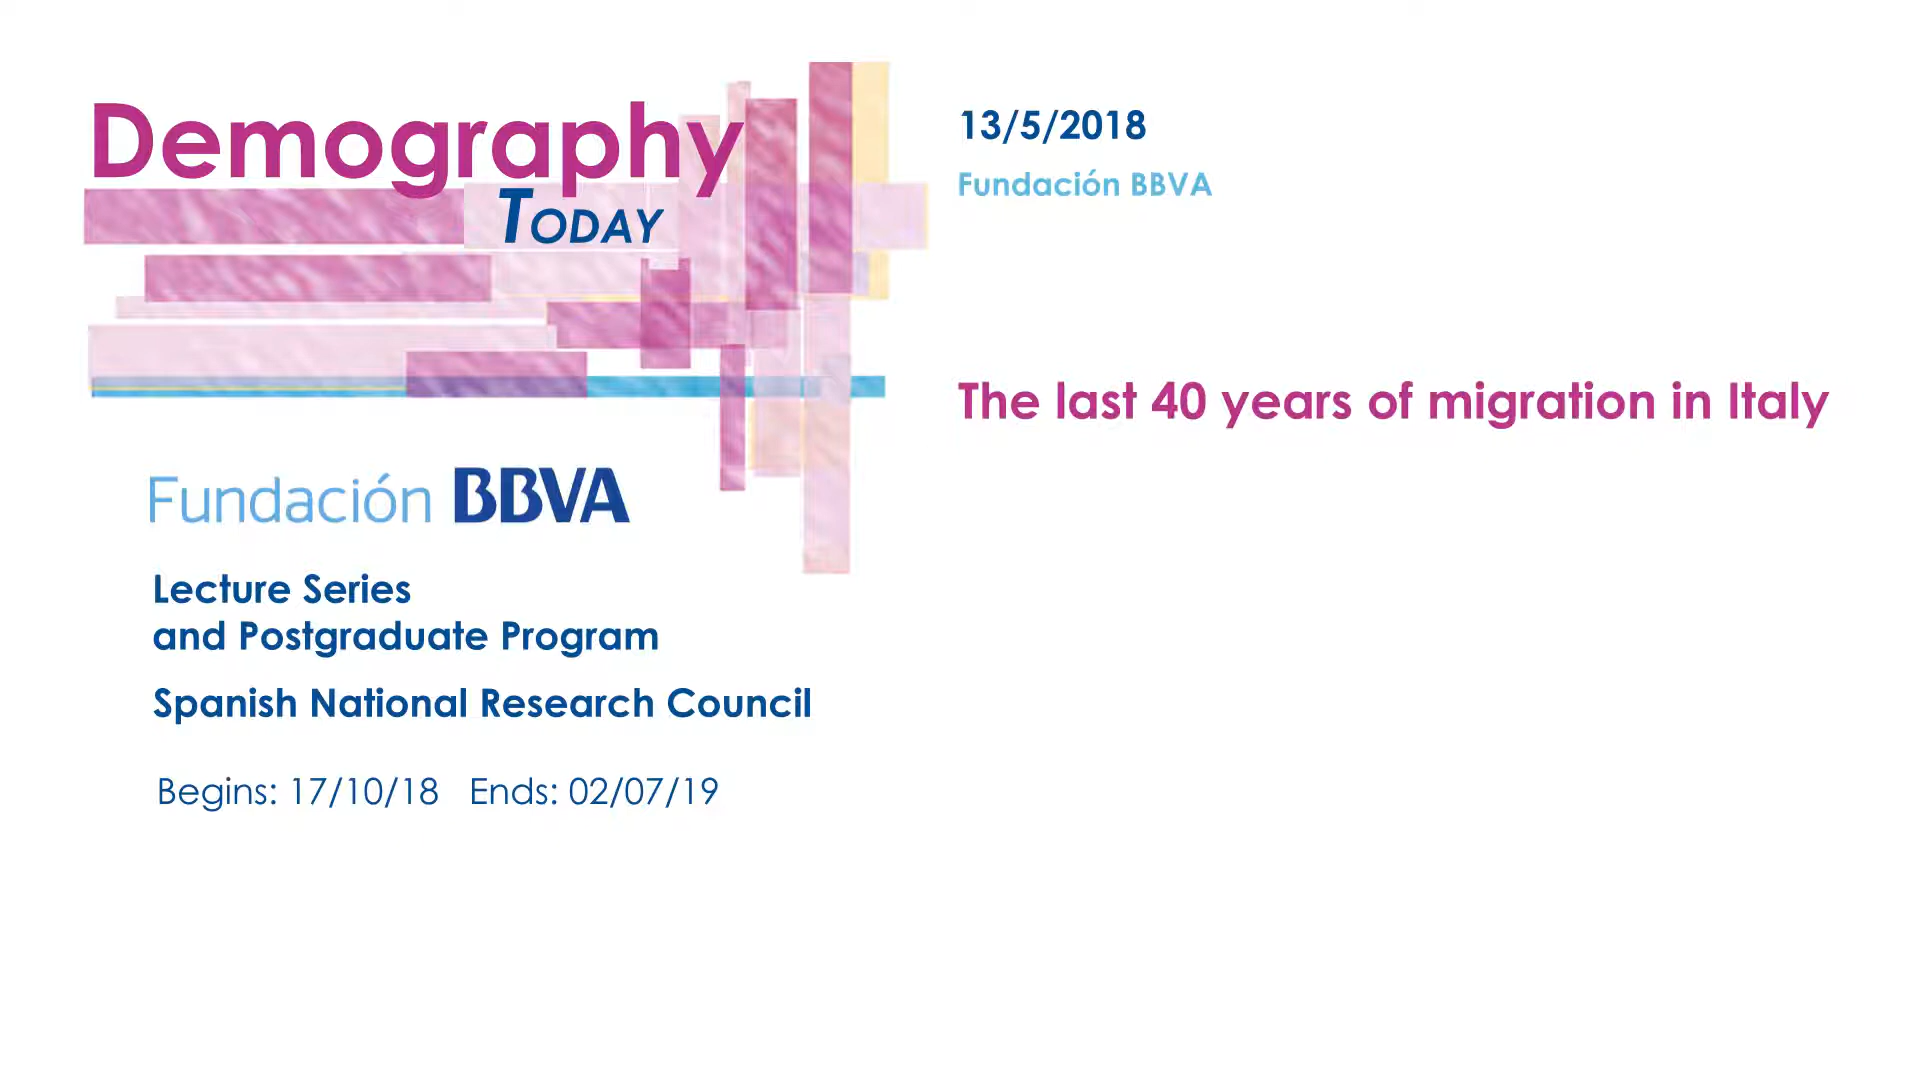 Demography
TODAY
Fundación BBVA
Lecture Series
and Postgraduate Program
Spanish National Research Council
Begins: 17/10/18 Ends: 02/07/19
13/5/2018
Fundación BBVA
The last 40 years of migration in Italy